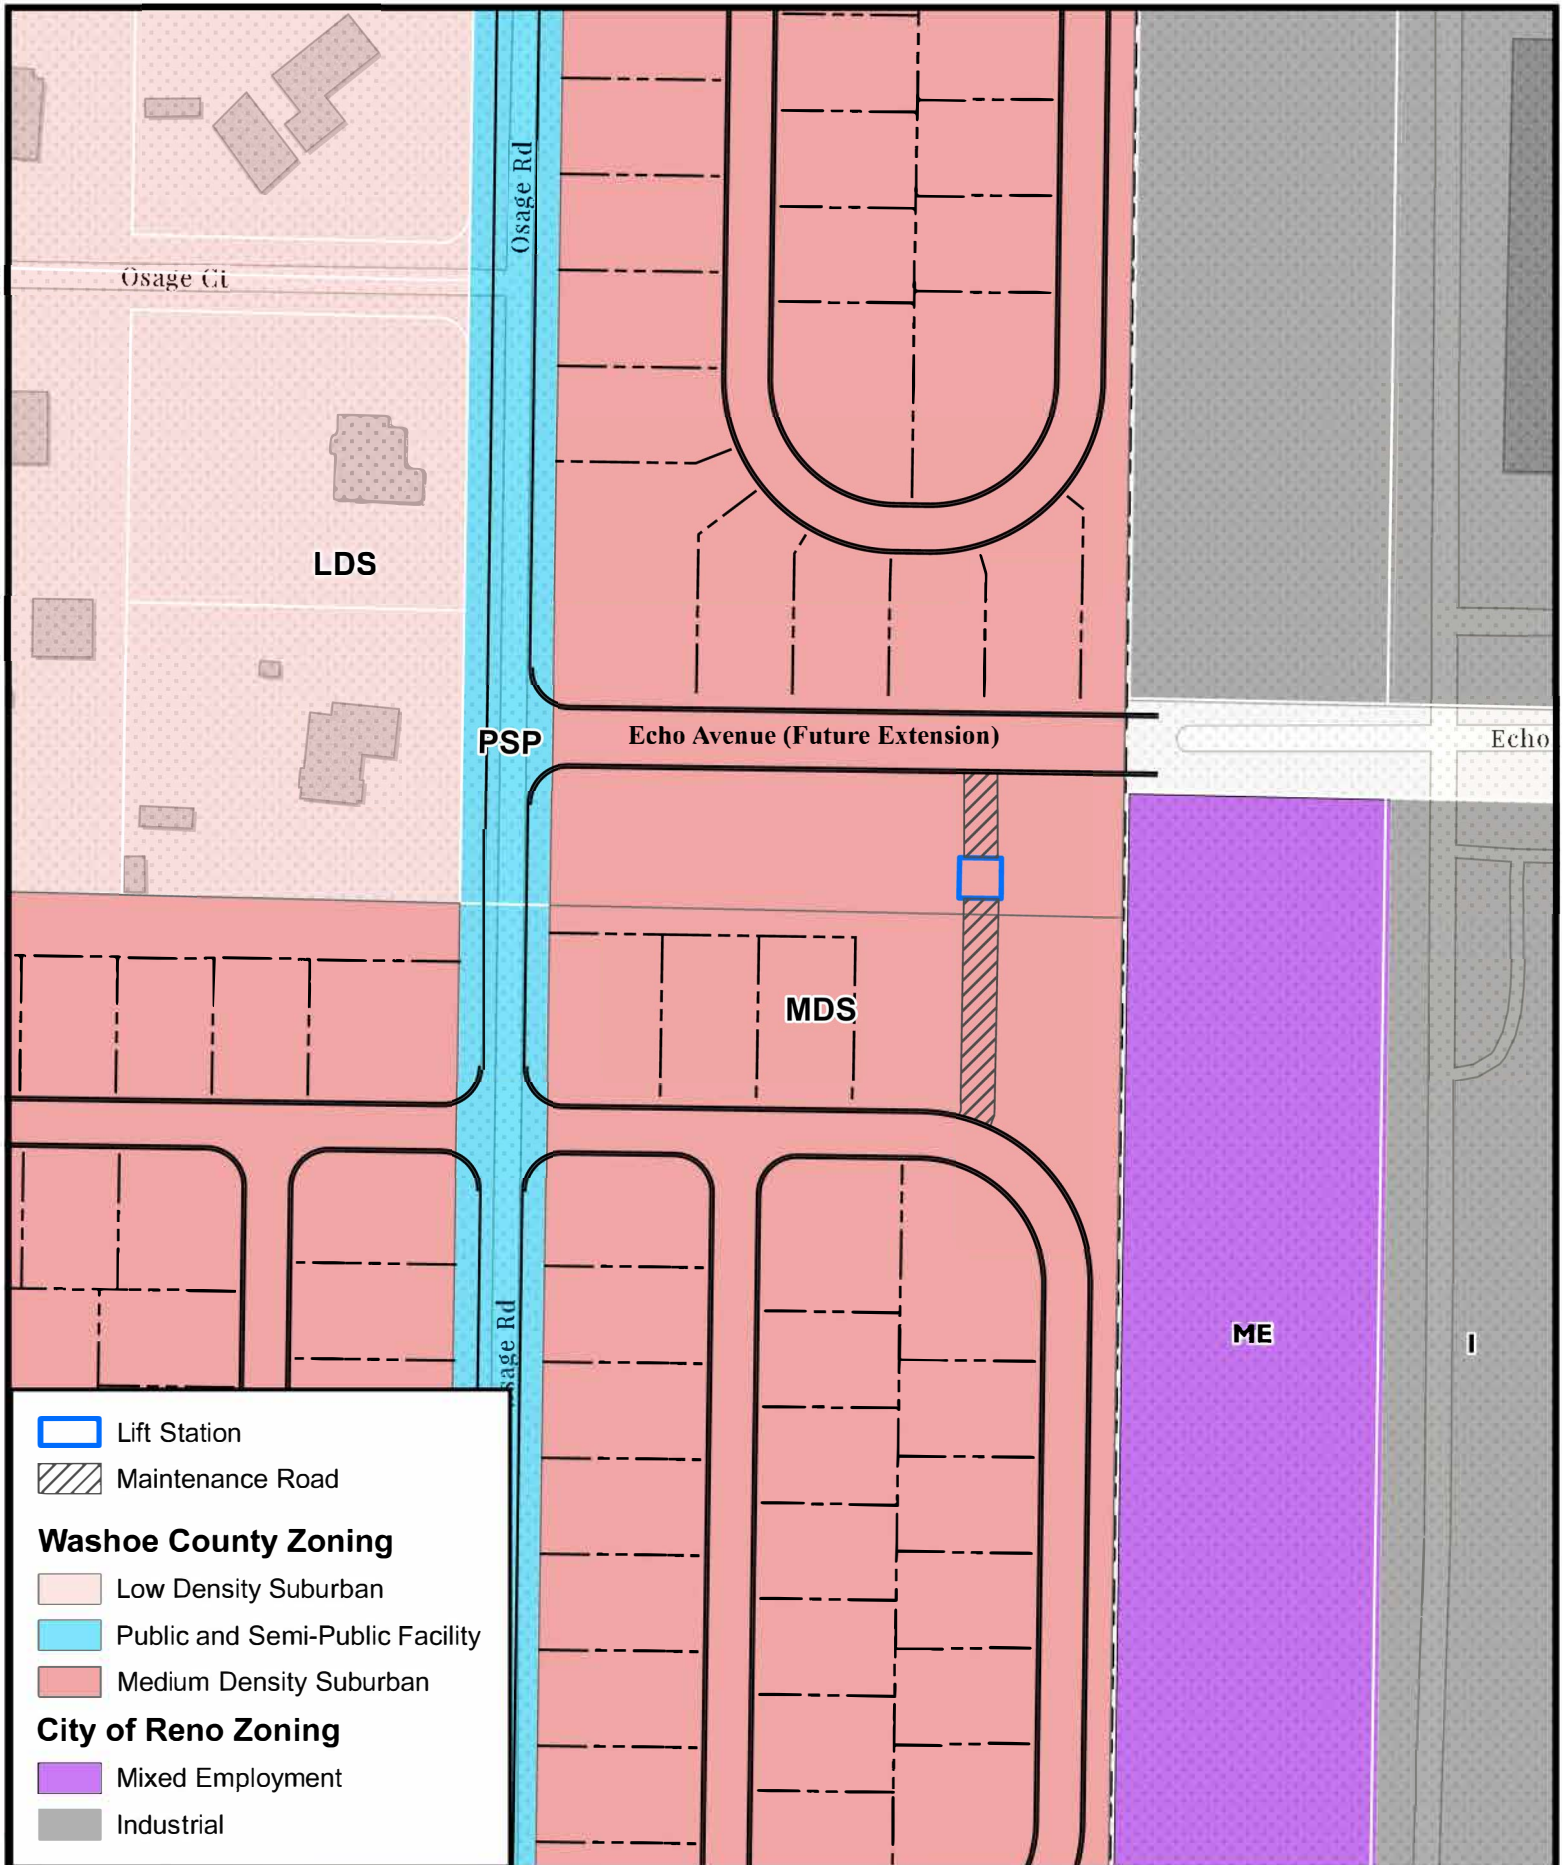 Osage Rd
Osage Ct
LDS
PSP
Echo Avenue (Future Extension)
Echo
MDS
ME
I
sage Rd
Lift Station
Maintenance Road
Washoe County Zoning
Low Density Suburban
Public and Semi-Public Facility
Medium Density Suburban
City of Reno Zoning
Mixed Employment
Industrial